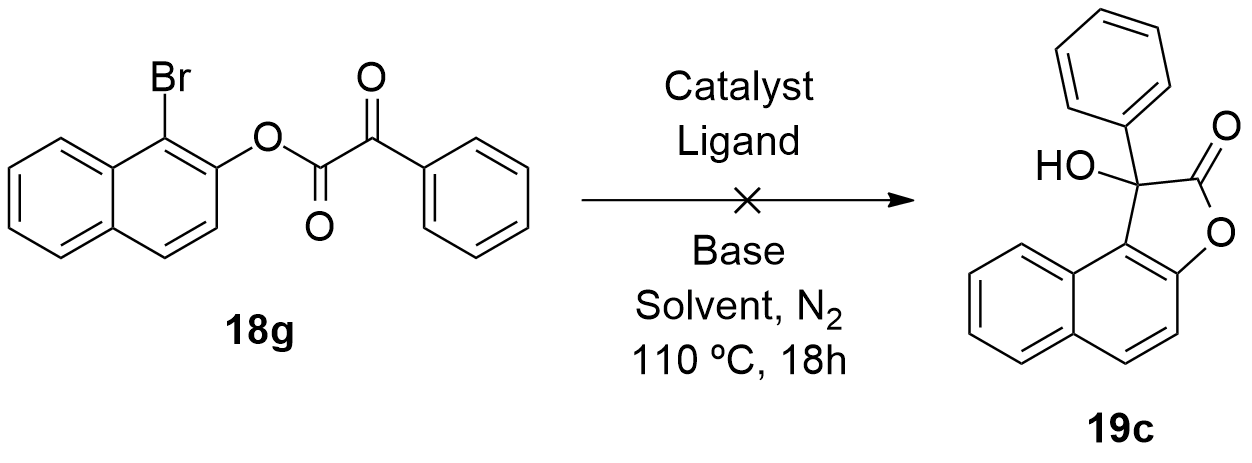 Br
O
O
O
18g
Catalyst
Ligand
Base
Solvent, N2
110 ºC, 18h
HO
O
O
19c